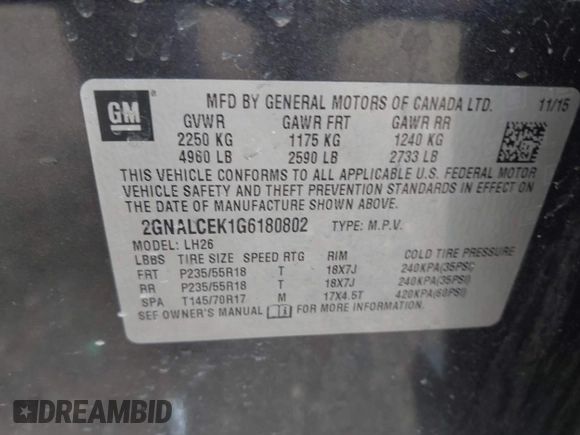 GM
MFD BY GENERAL MOTORS OF CANADA LTD. 11/15
GVWR GAWR FRT GAWR RR
2250 KG 1175 KG 1240 KG
4960 LB 2590 LB 2733 LB
THIS VEHICLE CONFORMS TO ALL APPLICABLE U.S. FEDERAL MOTOR
VEHICLE SAFETY AND THEFT PREVENTION STANDARDS IN EFFECT ON
THE DATE OF MANUFACTURE SHOWN ABOVE.
2GNALCEK1G6180802 TYPE: M.P.V.
MODEL: LH26
LBBS TIRE SIZE SPEED RTG RIM COLD TIRE PRESSURE
FRT P235/55R18 T 18X7J 240KPA(35PSI)
RR P235/55R18 T 18X7J 240KPA(35PSI)
SPA T145/70R17 M 17X4.5T 420KPA(60PSI)
SEE OWNER'S MANUAL FOR MORE INFORMATION.
DREAMBID